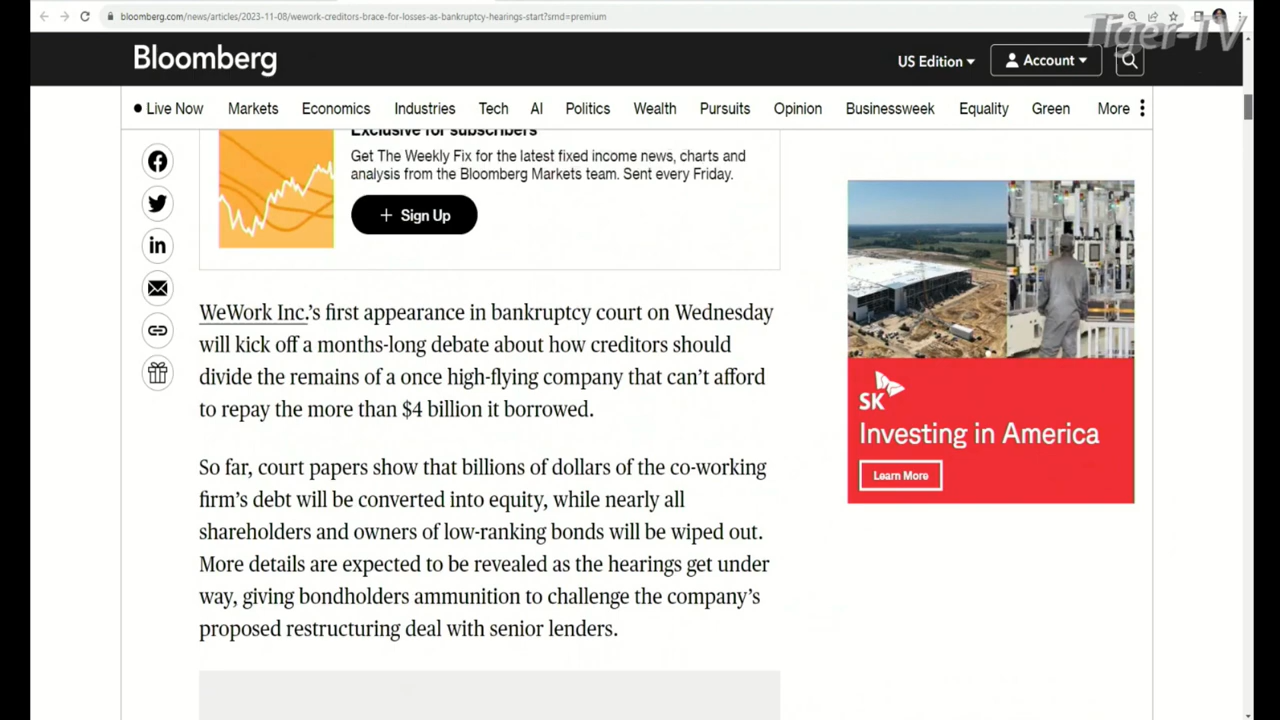 bloomberg.com/news/articles/2023-11-08/wework-creditors-brace-for-losses-as-bankruptcy-hearings-start?srnd=premium
Tiger-TV
Bloomberg
US Edition
Account
Live Now Markets Economics Industries Tech AI Politics Wealth Pursuits Opinion Businessweek Equality Green More
Exclusive for subscribers
Get The Weekly Fix for the latest fixed income news, charts and
analysis from the Bloomberg Markets team. Sent every Friday.
+ Sign Up
WeWork Inc.’s first appearance in bankruptcy court on Wednesday
will kick off a months-long debate about how creditors should
divide the remains of a once high-flying company that can’t afford
to repay the more than $4 billion it borrowed.
So far, court papers show that billions of dollars of the co-working
firm’s debt will be converted into equity, while nearly all
shareholders and owners of low-ranking bonds will be wiped out.
More details are expected to be revealed as the hearings get under
way, giving bondholders ammunition to challenge the company’s
proposed restructuring deal with senior lenders.
SK
Investing in America
Learn More